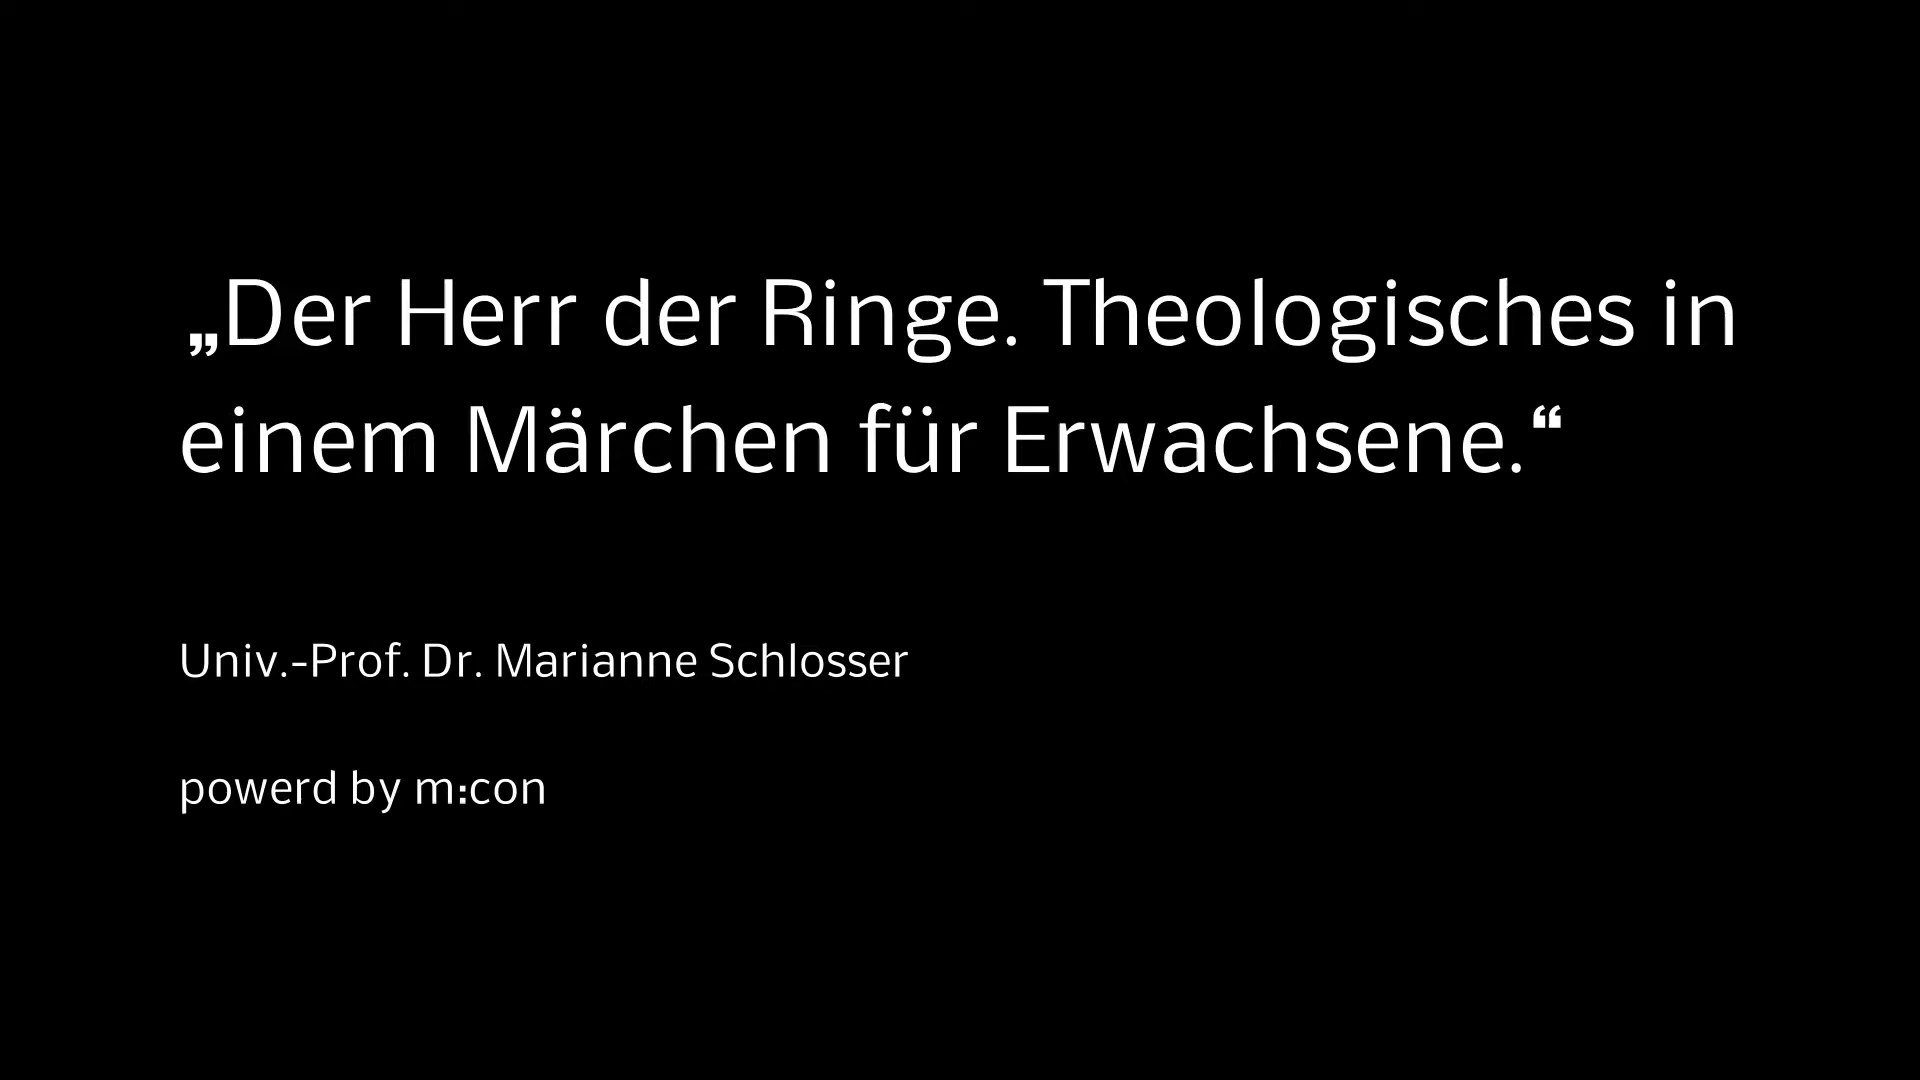 „Der Herr der Ringe. Theologisches in
einem Märchen für Erwachsene.“
Univ.-Prof. Dr. Marianne Schlosser
powerd by m:con